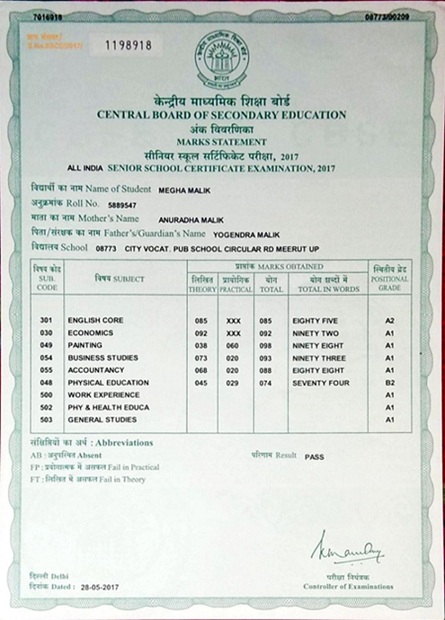 7016918 08773/00209
1198918
भारत
केन्द्रीय माध्यमिक शिक्षा बोर्ड
CENTRAL BOARD OF SECONDARY EDUCATION
अंक विवरणिका
MARKS STATEMENT
सीनियर स्कूल सर्टिफिकेट परीक्षा, 2017
ALL INDIA SENIOR SCHOOL CERTIFICATE EXAMINATION, 2017
विद्यार्थी का नाम Name of Student MEGHA MALIK
अनुक्रमांक Roll No. 5889547
माता का नाम Mother's Name ANURADHA MALIK
पिता/संरक्षक का नाम Father's/Guardian's Name YOGENDRA MALIK
विद्यालय School 08773 CITY VOCAT. PUB SCHOOL CIRCULAR RD MEERUT UP
विषय कोड SUB. CODE विषय SUBJECT प्राप्तांक MARKS OBTAINED स्थितीय ग्रेड POSITIONAL GRADE
लिखित THEORY प्रायोगिक PRACTICAL योग TOTAL योग शब्दों में TOTAL IN WORDS
301 ENGLISH CORE 085 XXX 085 EIGHTY FIVE A2
030 ECONOMICS 092 XXX 092 NINETY TWO A1
049 PAINTING 038 060 098 NINETY EIGHT A1
054 BUSINESS STUDIES 073 020 093 NINETY THREE A1
055 ACCOUNTANCY 068 020 088 EIGHTY EIGHT A1
048 PHYSICAL EDUCATION 045 029 074 SEVENTY FOUR B2
500 WORK EXPERIENCE A1
502 PHY & HEALTH EDUCA A1
503 GENERAL STUDIES A1
संक्षिप्तियों का अर्थ : Abbreviations
AB : अनुपस्थित Absent परिणाम Result PASS
FP : प्रयोगात्मक में असफल Fail in Practical
FT : लिखित में असफल Fail in Theory
दिल्ली Delhi परीक्षा नियंत्रक
दिनांक Dated : 28-05-2017 Controller of Examinations